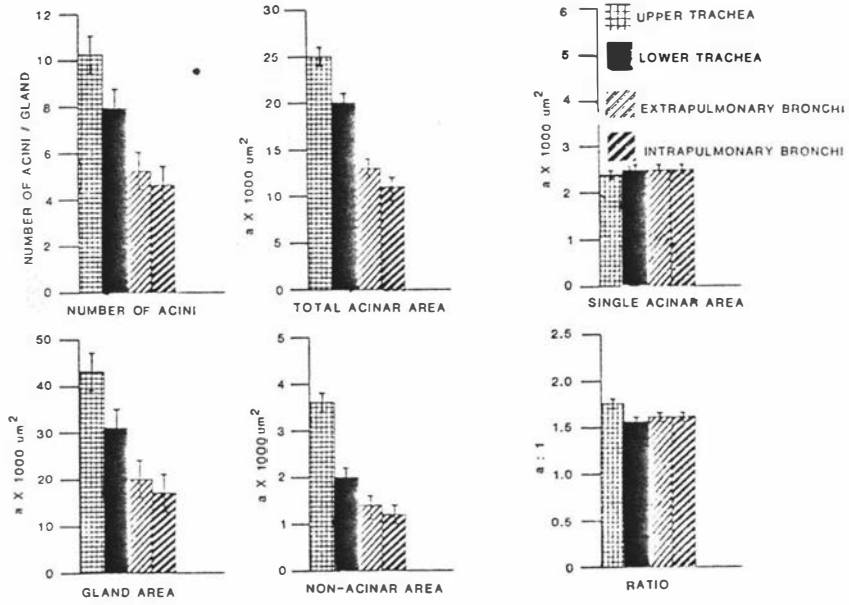 12
10
8
6
4
2
0
NUMBER OF ACINI / GLAND
NUMBER OF ACINI
30
25
20
15
10
5
0
a X 1000 um²
TOTAL ACINAR AREA
6
5
4
3
2
1
0
a X 1000 um²
SINGLE ACINAR AREA
UPPER TRACHEA
LOWER TRACHEA
EXTRAPULMONARY BRONCHI
INTRAPULMONARY BRONCHI
50
40
30
20
10
0
a X 1000 um²
GLAND AREA
5
4
3
2
1
0
a X 1000 um²
NON-ACINAR AREA
2.5
2.0
1.5
1.0
0.5
0
a : 1
RATIO